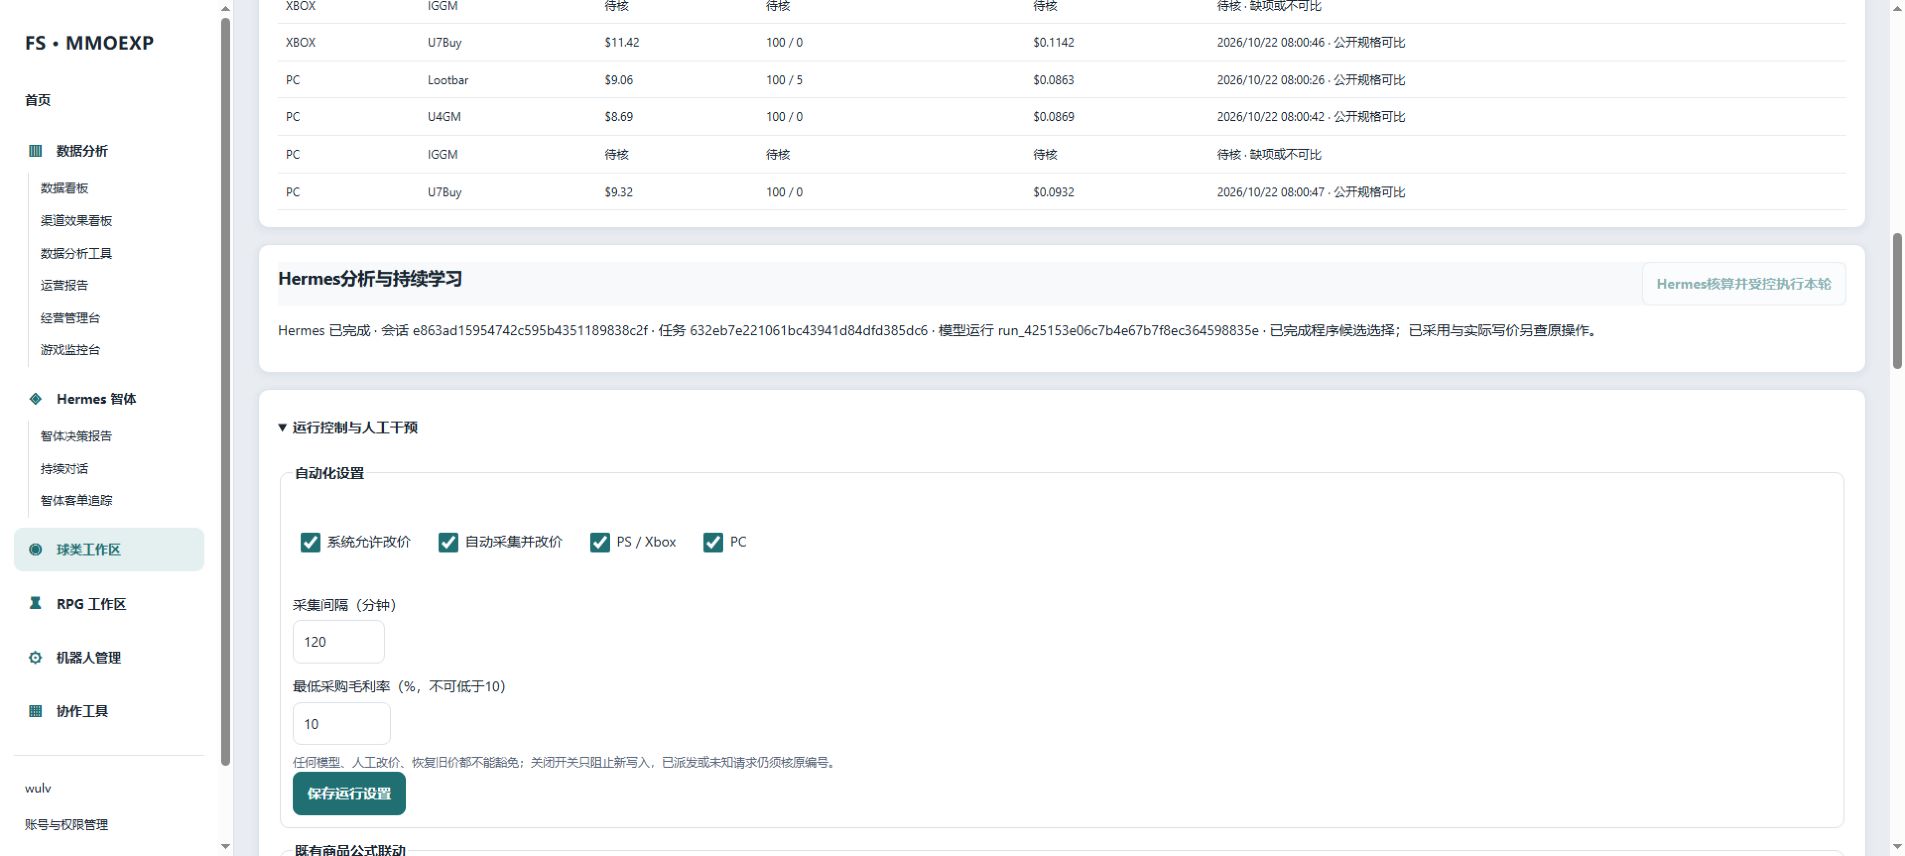 FS • MMOEXP
首页
数据分析
数据看板
渠道效果看板
数据分析工具
运营报告
经营管理台
游戏监控台
Hermes 智体
智体决策报告
持续对话
智体客单追踪
球类工作区
RPG 工作区
机器人管理
协作工具
wulv
账号与权限管理
XBOX IGGM 待核 待核 待核 待核 · 缺项或不可比
XBOX U7Buy $11.42 100 / 0 $0.1142 2026/10/22 08:00:46 · 公开规格可比
PC Lootbar $9.06 100 / 5 $0.0863 2026/10/22 08:00:26 · 公开规格可比
PC U4GM $8.69 100 / 0 $0.0869 2026/10/22 08:00:42 · 公开规格可比
PC IGGM 待核 待核 待核 待核 · 缺项或不可比
PC U7Buy $9.32 100 / 0 $0.0932 2026/10/22 08:00:47 · 公开规格可比
Hermes分析与持续学习
Hermes核算并受控执行本轮
Hermes 已完成 · 会话 e863ad15954742c595b4351189838c2f · 任务 632eb7e221061bc43941d84dfd385dc6 · 模型运行 run_425153e06c7b4e67b7f8ec364598835e · 已完成程序候选选择；已采用与实际写价另查原操作。
▼ 运行控制与人工干预
自动化设置
系统允许改价 自动采集并改价 PS / Xbox PC
采集间隔（分钟）
120
最低采购毛利率（%，不可低于10）
10
任何模型、人工改价、恢复旧价都不能豁免；关闭开关只阻止新写入，已派发或未知请求仍须核原编号。
保存运行设置
既有商品公式联动